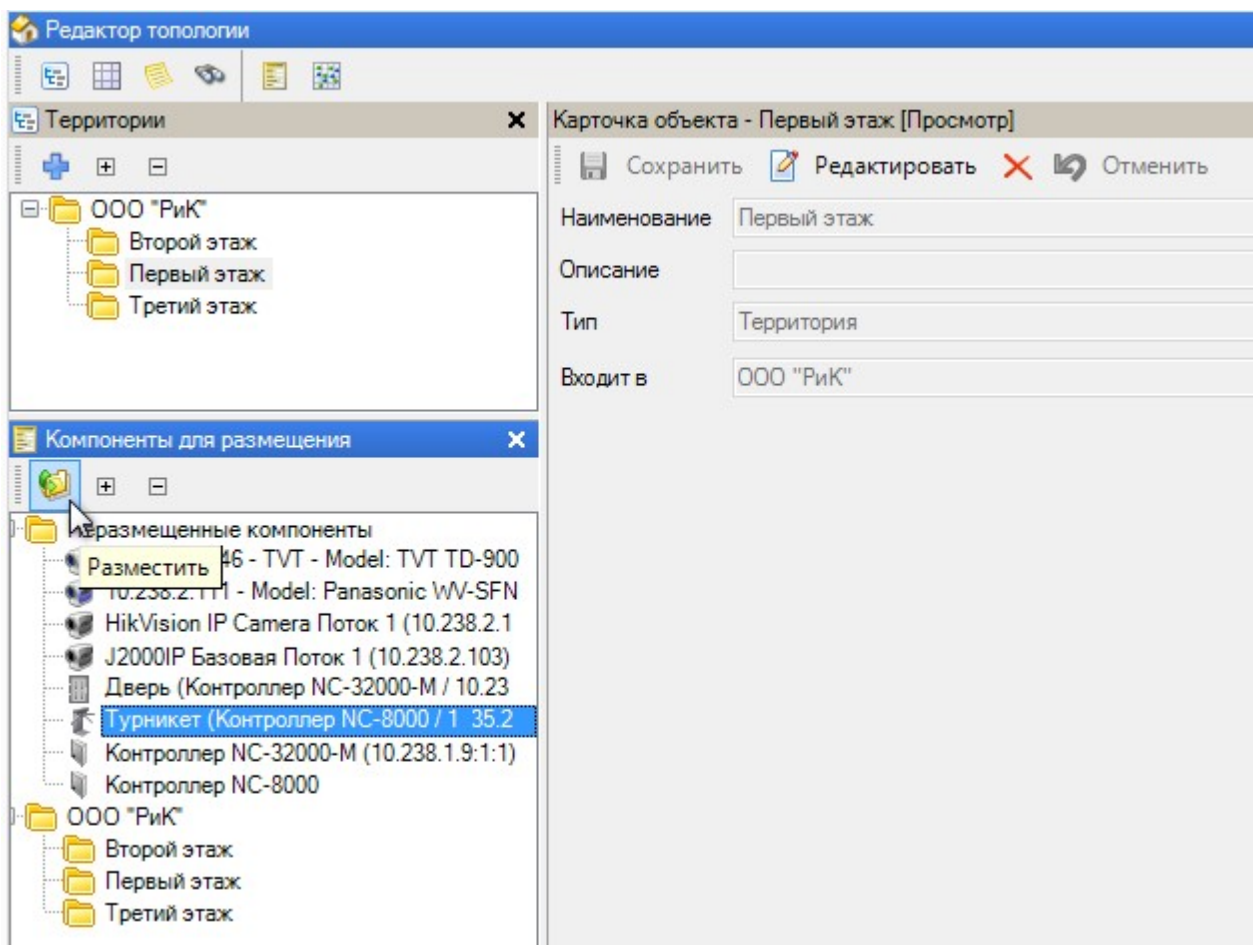 Редактор топологии
Территории
ООО "РиК"
Второй этаж
Первый этаж
Третий этаж
Карточка объекта - Первый этаж [Просмотр]
Сохранить Редактировать Отменить
Наименование Первый этаж
Описание
Тип Территория
Входит в ООО "РиК"
Компоненты для размещения
Разместить
компоненты
46 - TVT - Model: TVT TD-900
10.238.2.111 - Model: Panasonic WV-SFN
HikVision IP Camera Поток 1 (10.238.2.1
J2000IP Базовая Поток 1 (10.238.2.103)
Дверь (Контроллер NC-32000-M / 10.23
Турникет (Контроллер NC-8000 / 1 35.2
Контроллер NC-32000-M (10.238.1.9:1:1)
Контроллер NC-8000
ООО "РиК"
Второй этаж
Первый этаж
Третий этаж